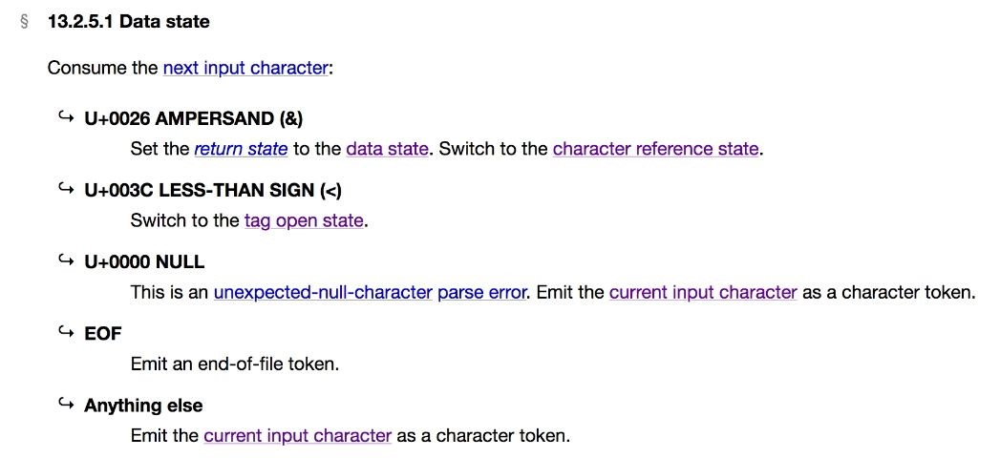 § 13.2.5.1 Data state
Consume the next input character:
↪ U+0026 AMPERSAND (&)
Set the return state to the data state. Switch to the character reference state.
↪ U+003C LESS-THAN SIGN (<)
Switch to the tag open state.
↪ U+0000 NULL
This is an unexpected-null-character parse error. Emit the current input character as a character token.
↪ EOF
Emit an end-of-file token.
↪ Anything else
Emit the current input character as a character token.